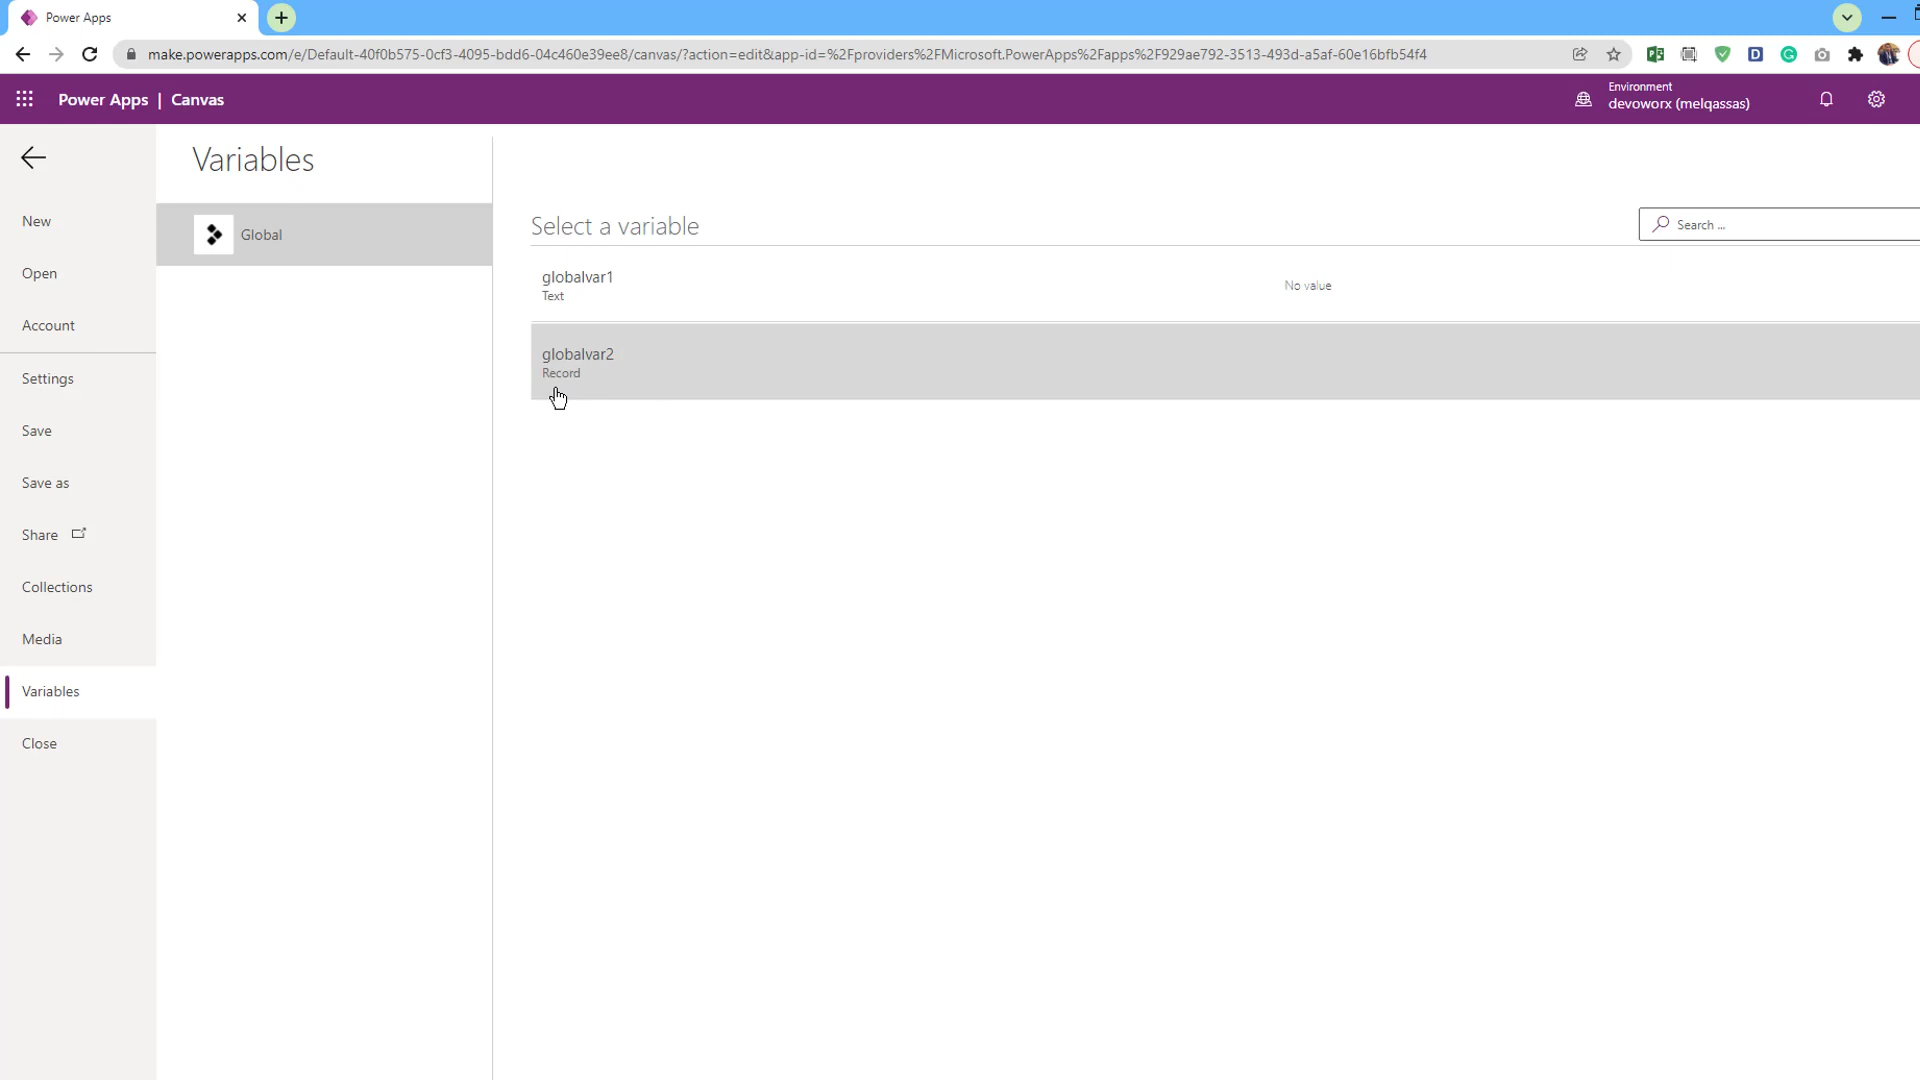 Power Apps
make.powerapps.com/e/Default-40f0b575-0cf3-4095-bdd6-04c460e39ee8/canvas/?action=edit&app-id=%2Fproviders%2FMicrosoft.PowerApps%2Fapps%2F929ae792-3513-493d-a5af-60e16bfb54f4
Power Apps | Canvas
Environment
devoworx (melqassas)
Variables
Global
Select a variable
Search ...
globalvar1
Text
No value
globalvar2
Record
New
Open
Account
Settings
Save
Save as
Share
Collections
Media
Variables
Close